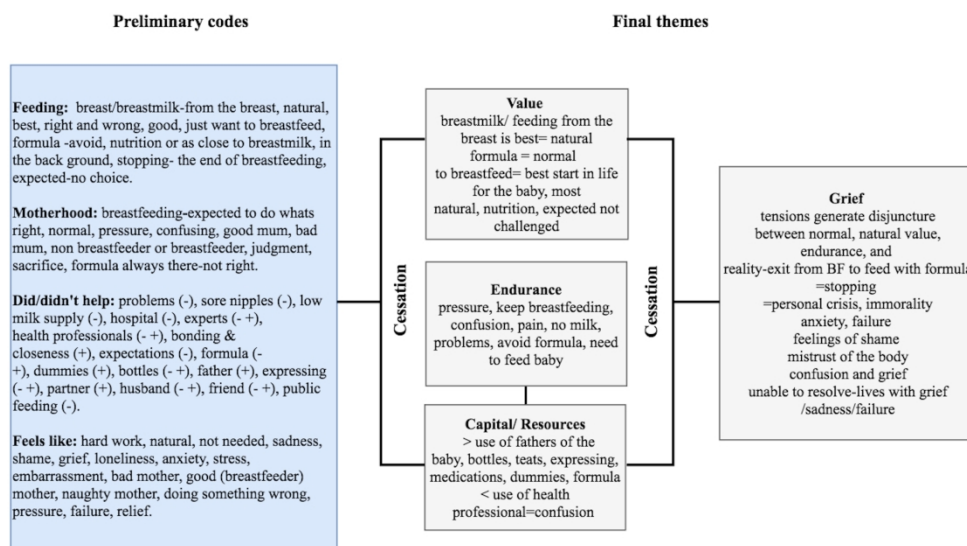 Preliminary codes
Final themes
Feeding: breast/breastmilk-from the breast, natural,
best, right and wrong, good, just want to breastfeed,
formula -avoid, nutrition or as close to breastmilk, in
the back ground, stopping- the end of breastfeeding,
expected-no choice.
Motherhood: breastfeeding-expected to do whats
right, normal, pressure, confusing, good mum, bad
mum, non breastfeeder or breastfeeder, judgment,
sacrifice, formula always there-not right.
Did/didn't help: problems (-), sore nipples (-), low
milk supply (-), hospital (-), experts (- +),
health professionals (- +), bonding &
closeness (+), expectations (-), formula (-
+), dummies (+), bottles (- +), father (+), expressing
(- +), partner (+), husband (- +), friend (- +), public
feeding (-).
Feels like: hard work, natural, not needed, sadness,
shame, grief, loneliness, anxiety, stress,
embarrassment, bad mother, good (breastfeeder)
mother, naughty mother, doing something wrong,
pressure, failure, relief.
Cessation
Value
breastmilk/ feeding from the
breast is best= natural
formula = normal
to breastfeed= best start in life
for the baby, most
natural, nutrition, expected not
challenged
Endurance
pressure, keep breastfeeding,
confusion, pain, no milk,
problems, avoid formula, need
to feed baby
Capital/ Resources
> use of fathers of the
baby, bottles, teats, expressing,
medications, dummies, formula
< use of health
professional=confusion
Cessation
Grief
tensions generate disjuncture
between normal, natural value,
endurance, and
reality-exit from BF to feed with formula
=stopping
=personal crisis, immorality
anxiety, failure
feelings of shame
mistrust of the body
confusion and grief
unable to resolve-lives with grief
/sadness/failure